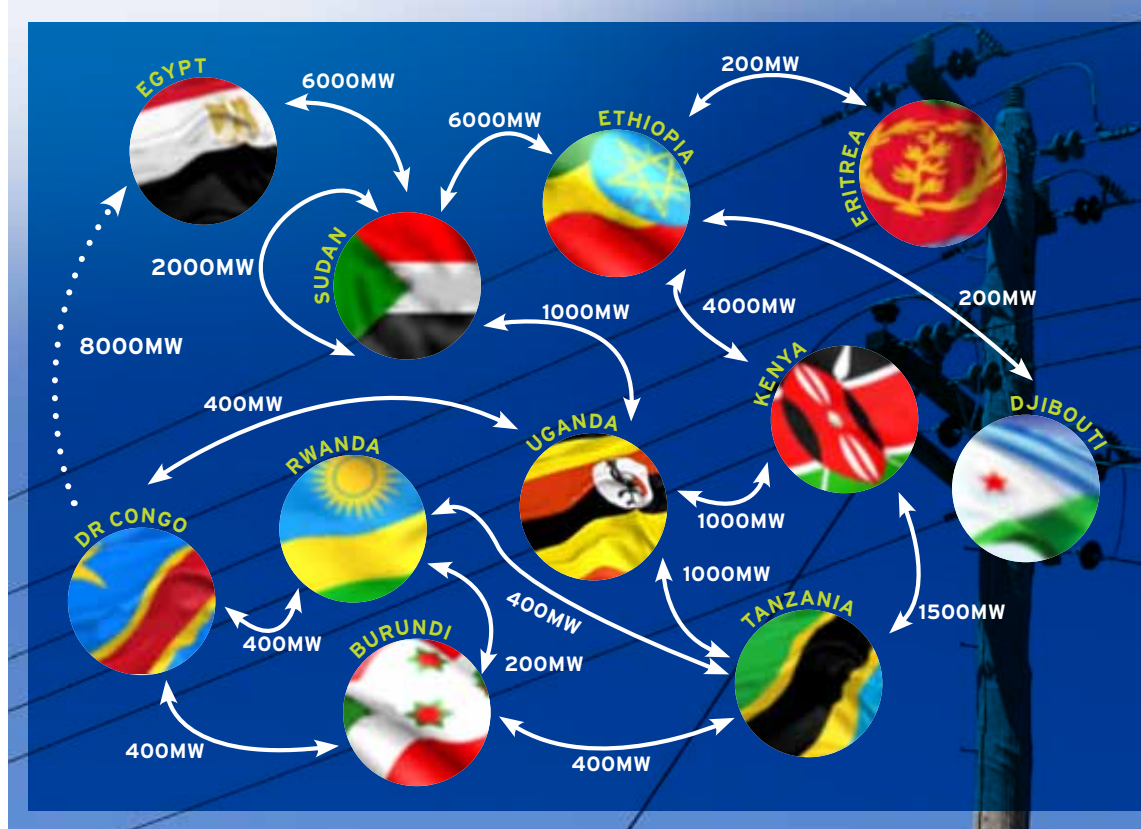 EGYPT
6000MW
6000MW
ETHIOPIA
200MW
ERITREA
2000MW
SUDAN
1000MW
4000MW
200MW
8000MW
KENYA
400MW
RWANDA
UGANDA
DJIBOUTI
1000MW
DR CONGO
1000MW
400MW
TANZANIA
400MW
BURUNDI
200MW
1500MW
400MW
400MW